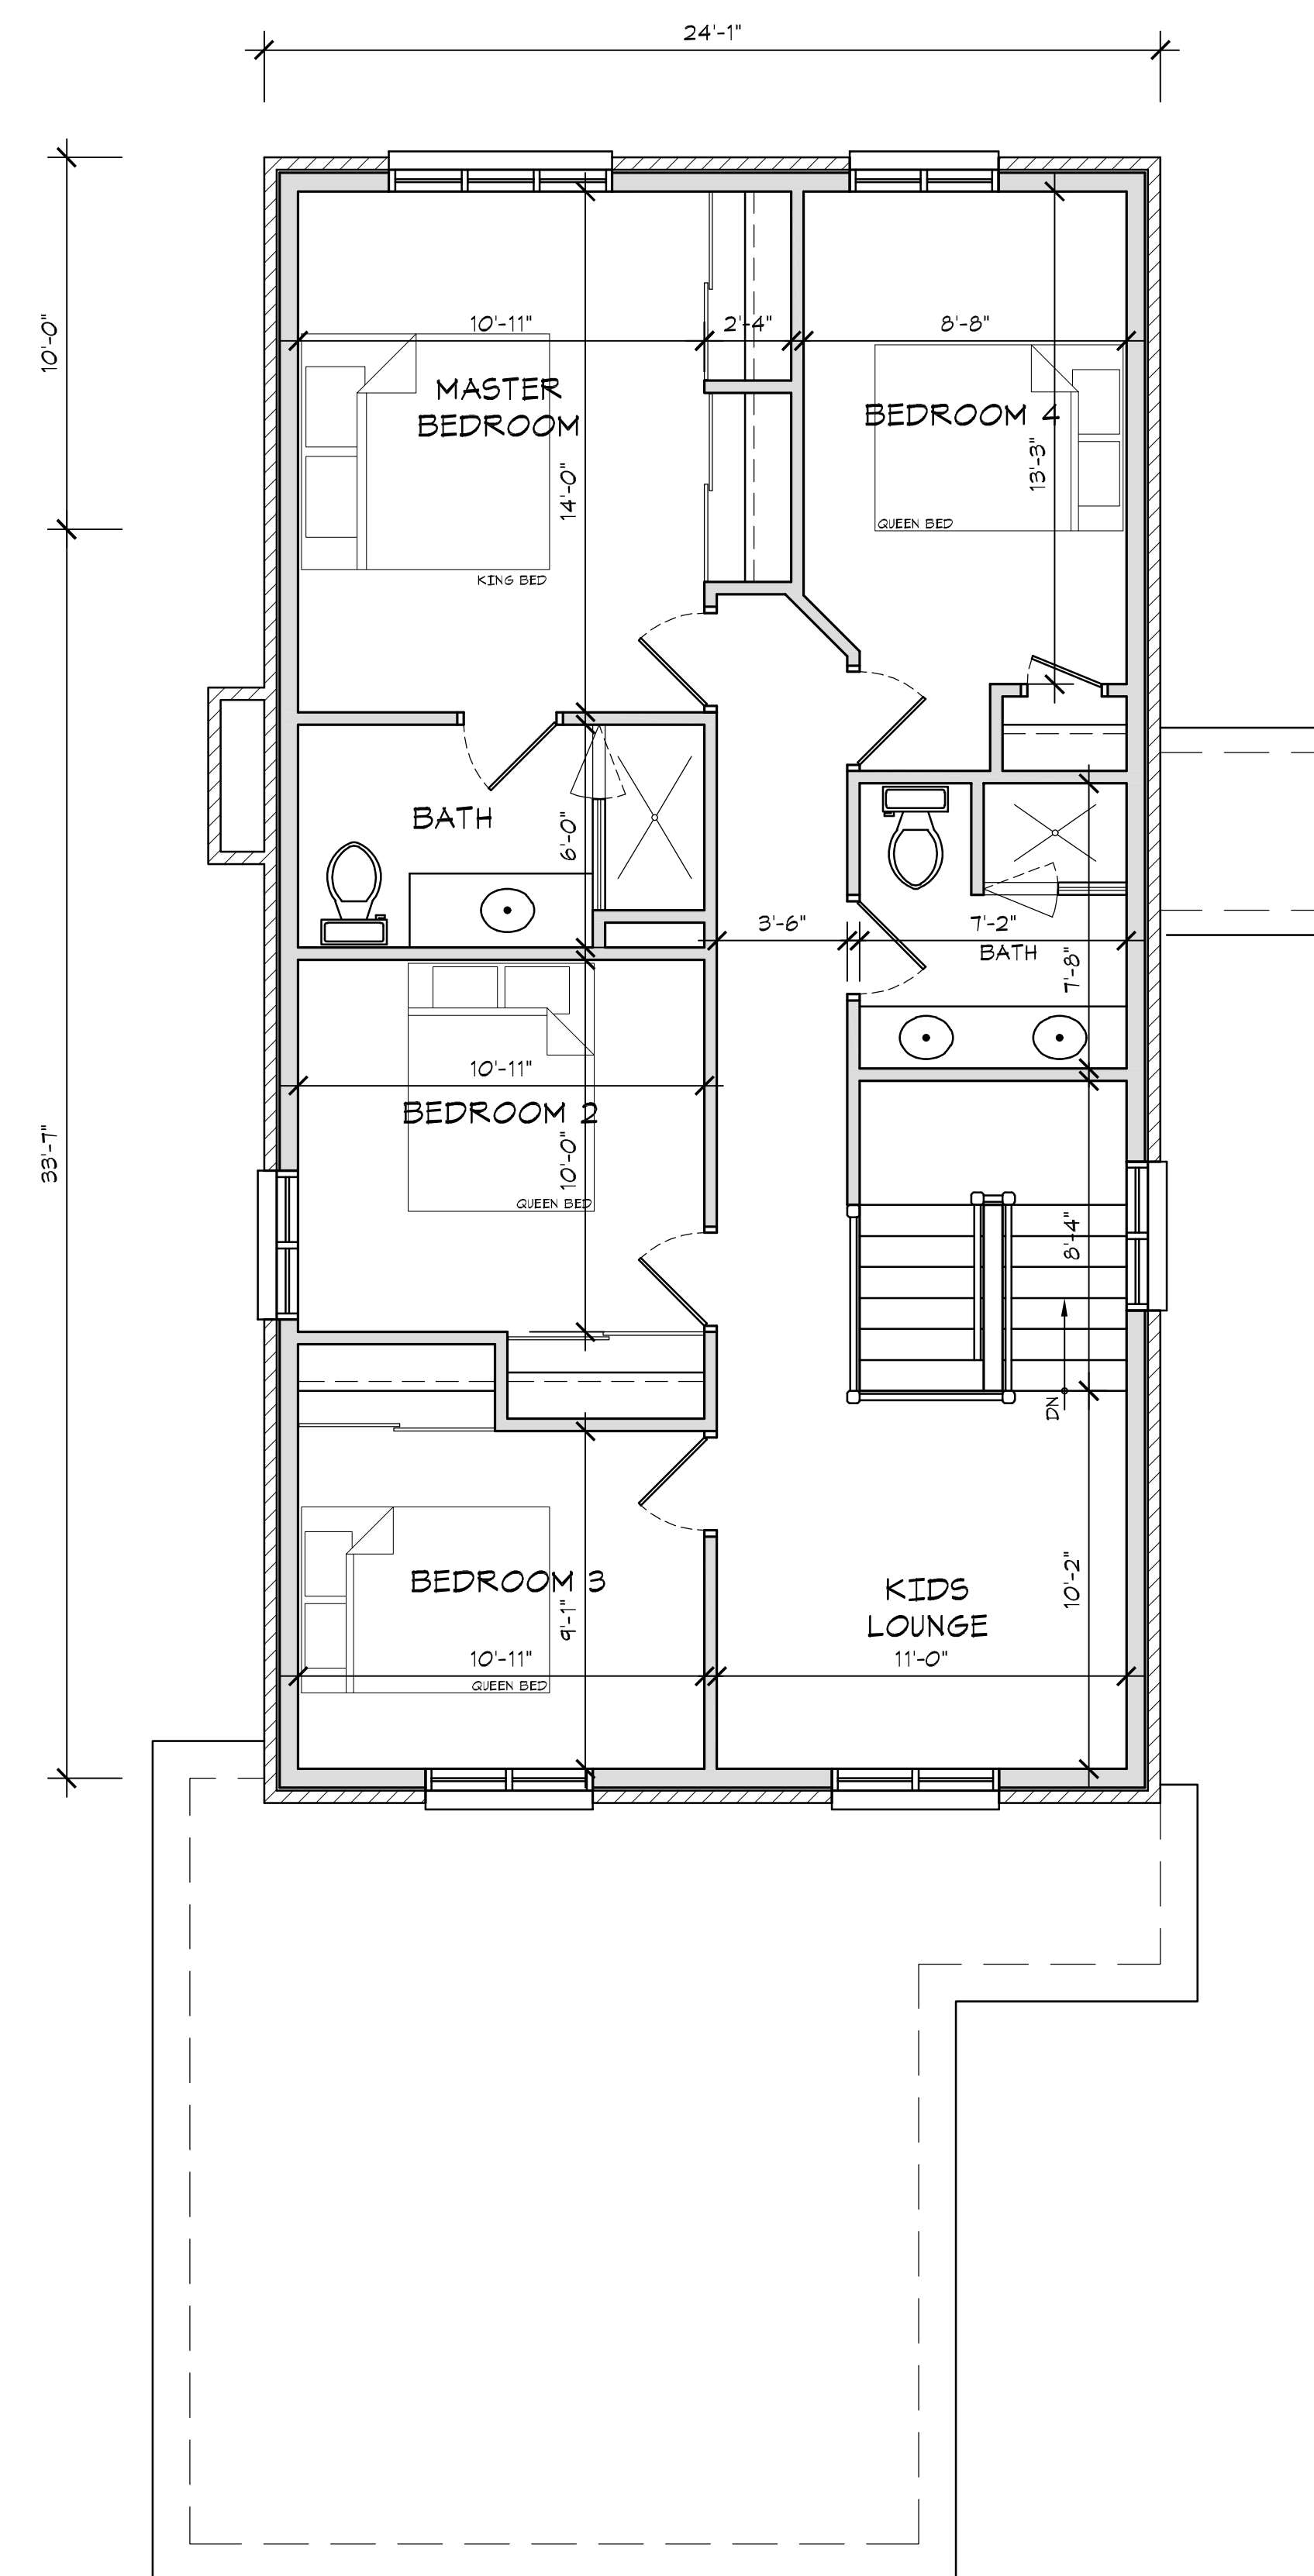 24'-1"
10'-0"
33'-7"
10'-11"
2'-4"
8'-8"
MASTER
BEDROOM
14'-0"
KING BED
BEDROOM 4
13'-3"
QUEEN BED
BATH
6'-0"
3'-6"
7'-2"
BATH
7'-8"
10'-11"
BEDROOM 2
10'-0"
QUEEN BED
8'-4"
DN
BEDROOM 3
9'-1"
10'-11"
QUEEN BED
KIDS
LOUNGE
10'-2"
11'-0"